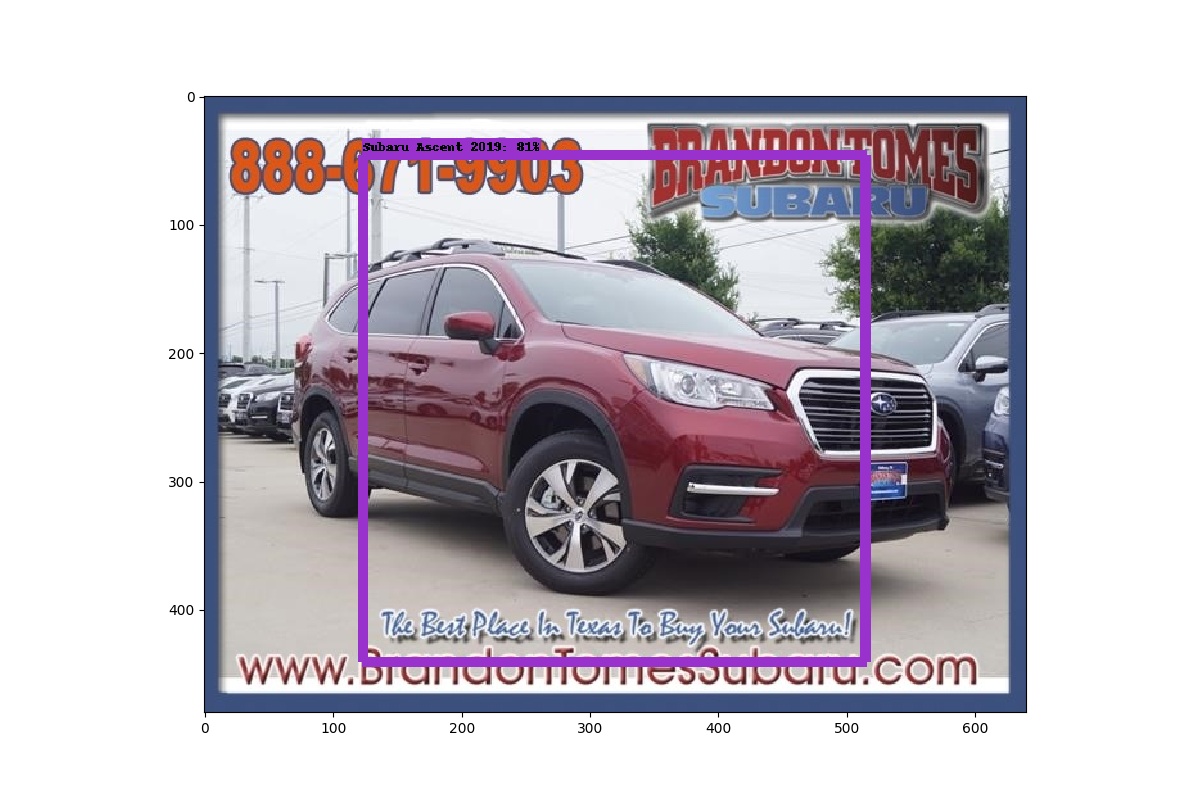 0
100
200
300
400
0 100 200 300 400 500 600
888-671-9903
Subaru Ascent 2019: 81%
BRANDON TOMES
SUBARU
The Best Place In Texas To Buy Your Subaru!
www.BrandonTomesSubaru.com